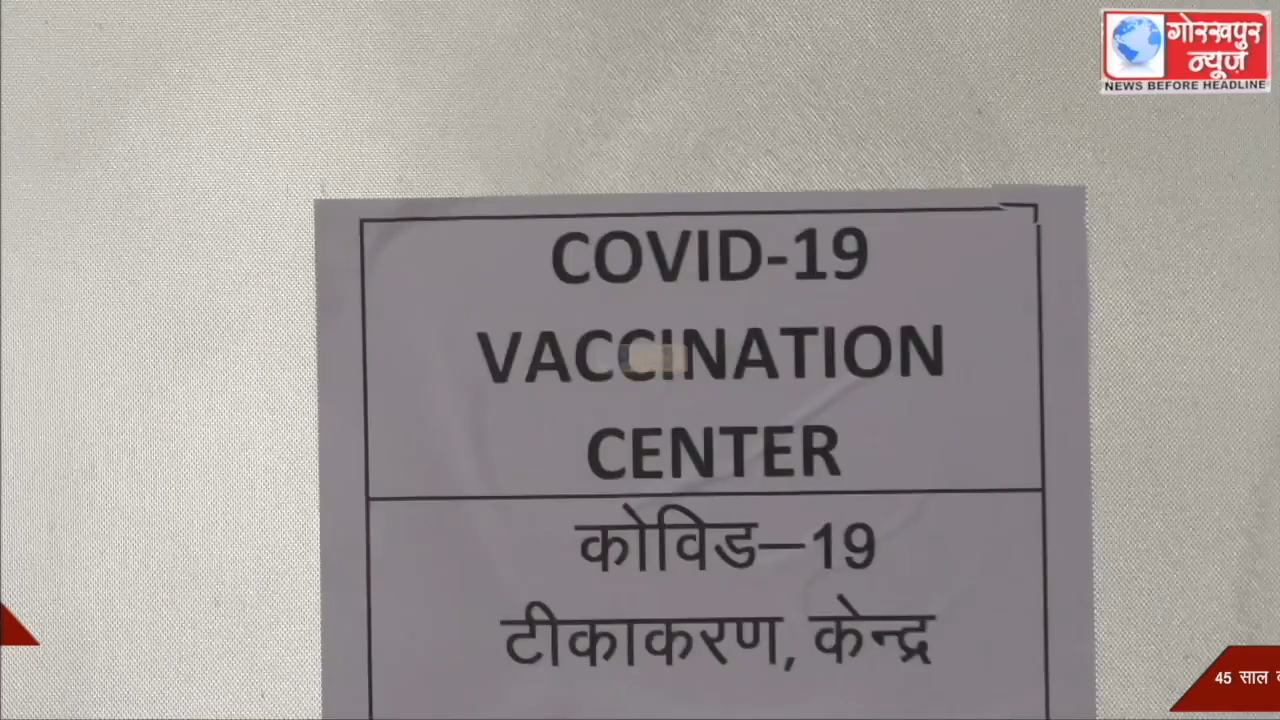 गोरखपुर
न्यूज़
NEWS BEFORE HEADLINE
COVID-19
VACCINATION
CENTER
कोविड–19
टीकाकरण, केन्द्र
45 साल